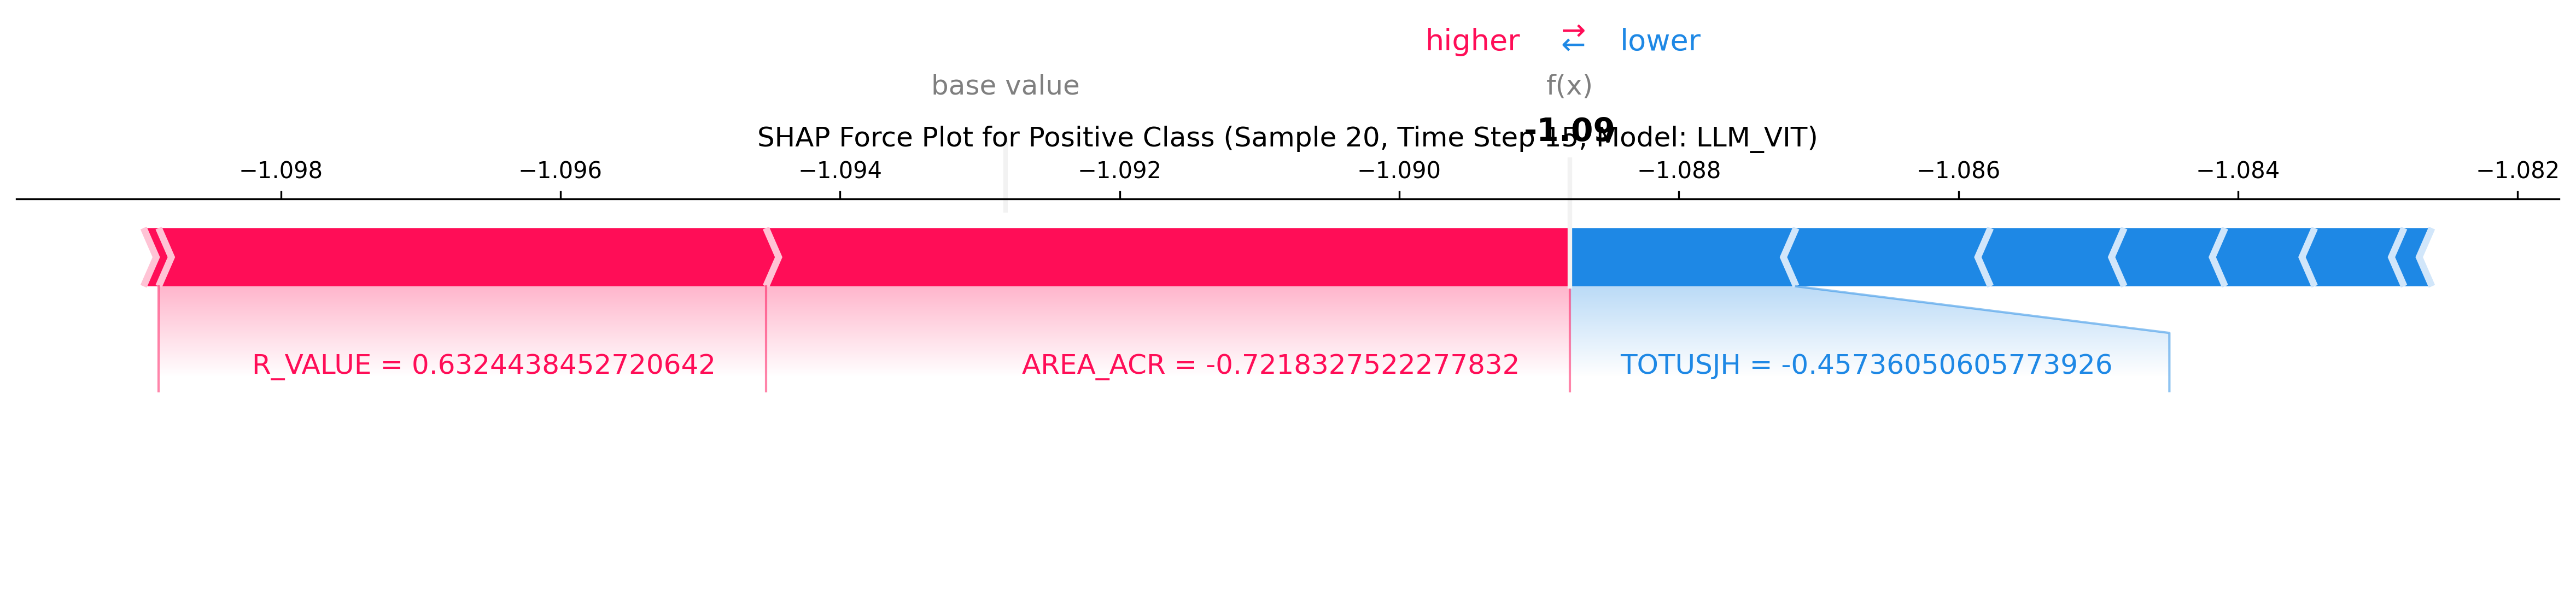 higher ⇄ lower
base value f(x)
-1.09
SHAP Force Plot for Positive Class (Sample 20, Time Step 15, Model: LLM_VIT)
−1.098 −1.096 −1.094 −1.092 −1.090 −1.088 −1.086 −1.084 −1.082
R_VALUE = 0.6324438452720642 AREA_ACR = -0.7218327522277832 TOTUSJH = -0.45736050605773926